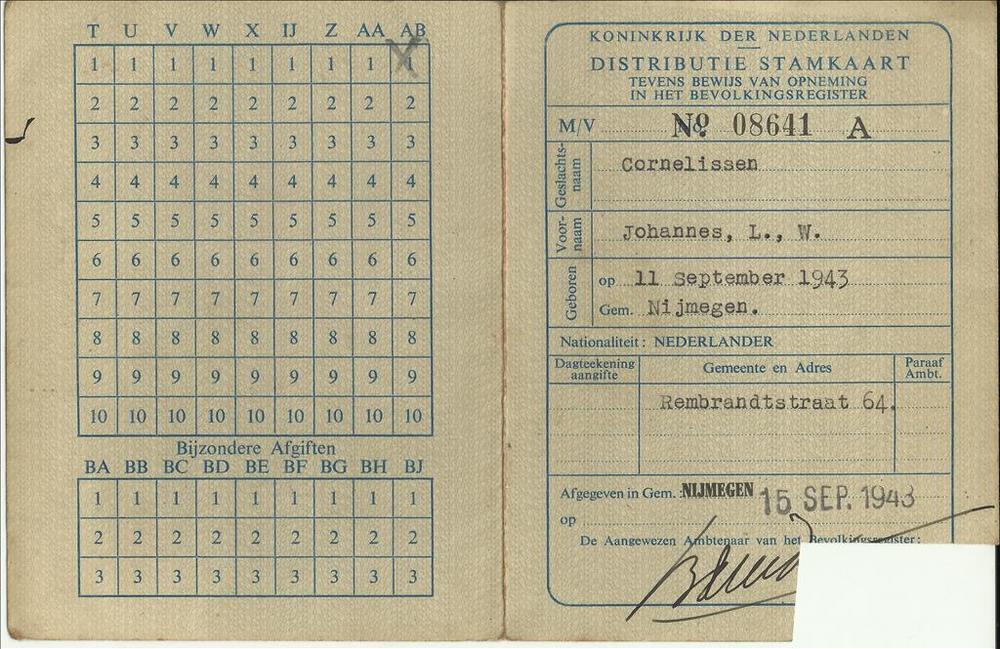 T U V W X IJ Z AA AB
1 1 1 1 1 1 1 1 1
2 2 2 2 2 2 2 2 2
3 3 3 3 3 3 3 3 3
4 4 4 4 4 4 4 4 4
5 5 5 5 5 5 5 5 5
6 6 6 6 6 6 6 6 6
7 7 7 7 7 7 7 7 7
8 8 8 8 8 8 8 8 8
9 9 9 9 9 9 9 9 9
10 10 10 10 10 10 10 10 10
Bijzondere Afgiften
BA BB BC BD BE BF BG BH BJ
1 1 1 1 1 1 1 1 1
2 2 2 2 2 2 2 2 2
3 3 3 3 3 3 3 3 3
KONINKRIJK DER NEDERLANDEN
DISTRIBUTIE STAMKAART
TEVENS BEWIJS VAN OPNEMING
IN HET BEVOLKINGSREGISTER
M/V No. 08641 A
Geslachts-
naam
Cornelissen
Voor-
naam
Johannes, L., W.
Geboren
op 11 September 1943
Gem. Nijmegen.
Nationaliteit: NEDERLANDER
Dagteekening
aangifte
Gemeente en Adres
Paraaf
Ambt.
Rembrandtstraat 64.
Afgegeven in Gem.: NIJMEGEN 15 SEP. 1943
op
De Aangewezen Ambtenaar van het Bevolkingsregister: